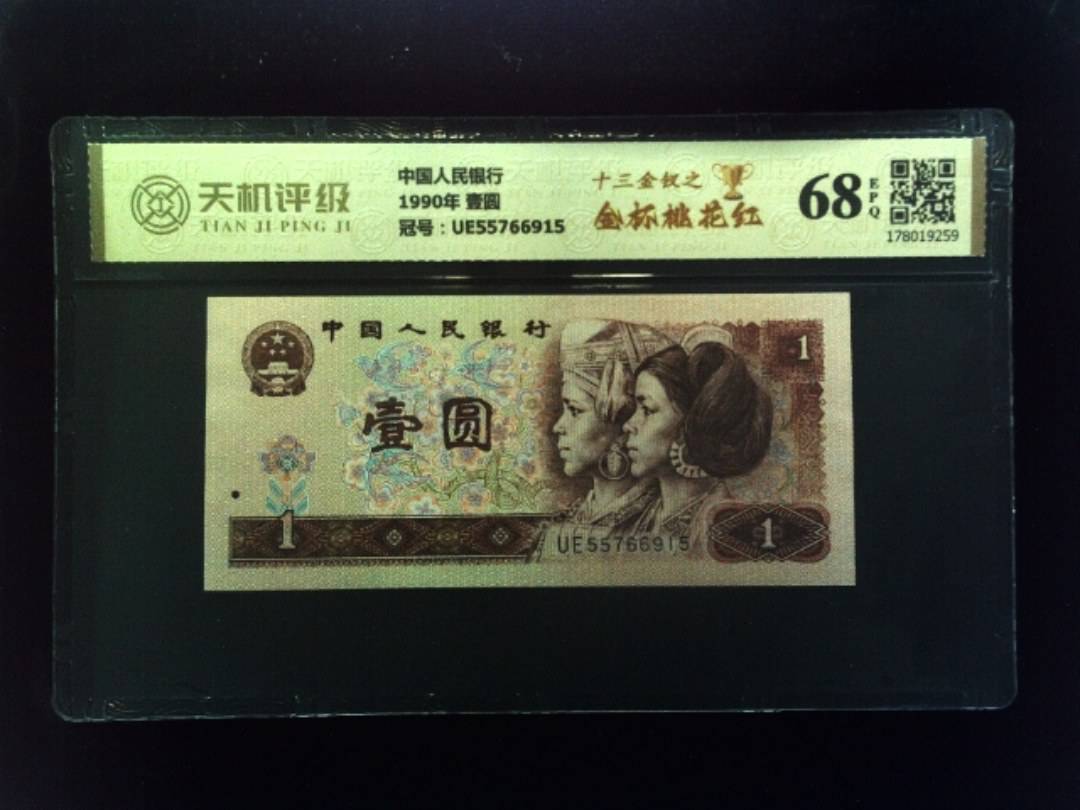 天机评级
TIAN JI PING JI
中国人民银行
1990年 壹圆
冠号：UE55766915
十三金钗之
金杯桃花红
68
EPQ
178019259
中国人民银行
1
壹圆
1
UE55766915
1